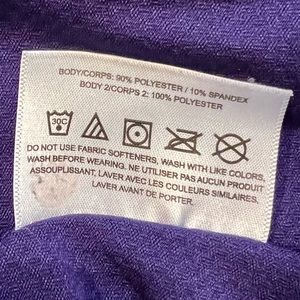 BODY/CORPS: 90% POLYESTER / 10% SPANDEX
BODY 2/CORPS 2: 100% POLYESTER
30C
DO NOT USE FABRIC SOFTENERS, WASH WITH LIKE COLORS,
WASH BEFORE WEARING. NE UTILISER PAS AUCUN PRODUIT
ASSOUPLISSANT, LAVER AVEC LES COULEURS SIMILAIRES,
LAVER AVANT DE PORTER.